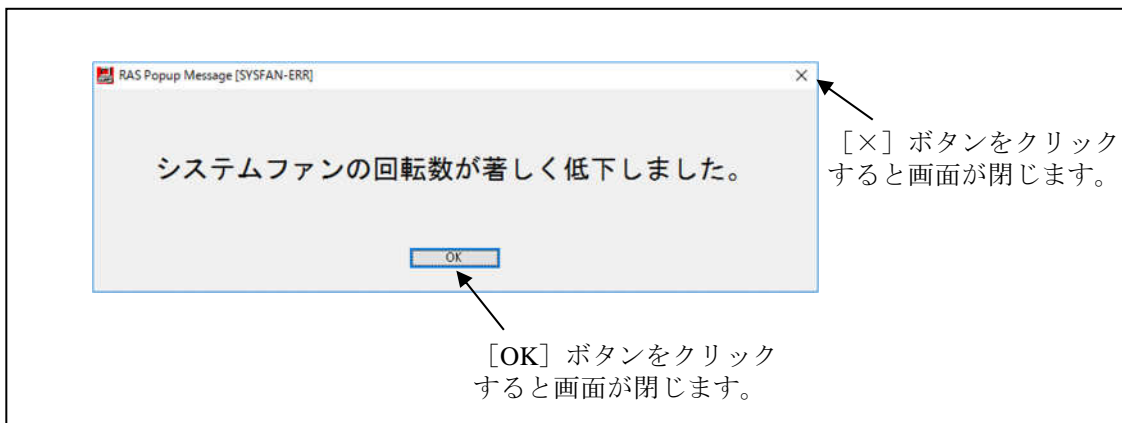 RAS Popup Message [SYSFAN-ERR]
システムファンの回転数が著しく低下しました。
OK
［×］ボタンをクリック
すると画面が閉じます。
［OK］ボタンをクリック
すると画面が閉じます。